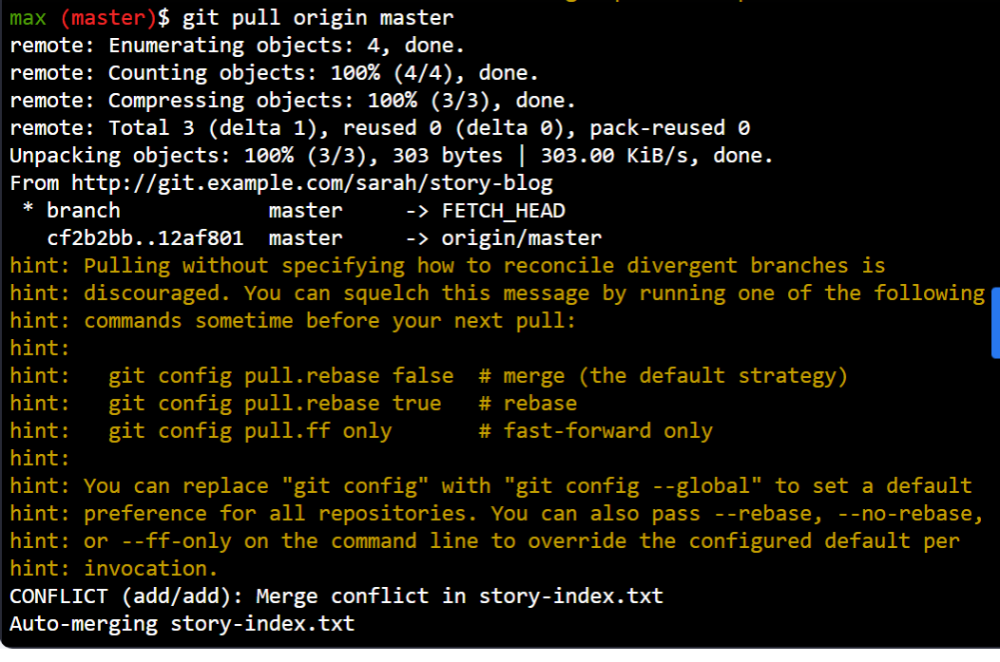 max (master)$ git pull origin master
remote: Enumerating objects: 4, done.
remote: Counting objects: 100% (4/4), done.
remote: Compressing objects: 100% (3/3), done.
remote: Total 3 (delta 1), reused 0 (delta 0), pack-reused 0
Unpacking objects: 100% (3/3), 303 bytes | 303.00 KiB/s, done.
From http://git.example.com/sarah/story-blog
 * branch            master     -> FETCH_HEAD
   cf2b2bb..12af801  master     -> origin/master
hint: Pulling without specifying how to reconcile divergent branches is
hint: discouraged. You can squelch this message by running one of the following
hint: commands sometime before your next pull:
hint:
hint:   git config pull.rebase false  # merge (the default strategy)
hint:   git config pull.rebase true   # rebase
hint:   git config pull.ff only       # fast-forward only
hint:
hint: You can replace "git config" with "git config --global" to set a default
hint: preference for all repositories. You can also pass --rebase, --no-rebase,
hint: or --ff-only on the command line to override the configured default per
hint: invocation.
CONFLICT (add/add): Merge conflict in story-index.txt
Auto-merging story-index.txt